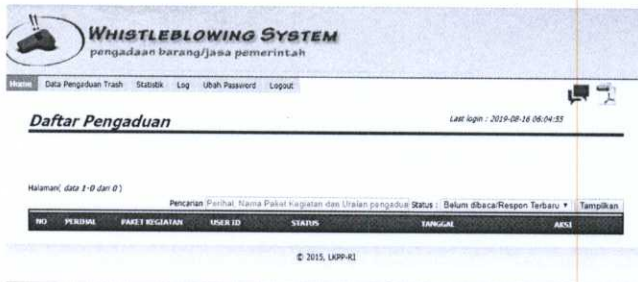 WHISTLEBLOWING SYSTEM
pengadaan barang/jasa pemerintah
Home Data Pengaduan Trash Statistik Log Ubah Password Logout
Daftar Pengaduan
Last login : 2019-08-16 06:04:35
Halaman( data 1-0 dari 0 )
Pencarian Perihal, Nama Paket Kegiatan dan Uraian pengadua Status : Belum dibaca/Respon Terbaru ▼ Tampilkan
NO PERIHAL PAKET KEGIATAN USER ID STATUS TANGGAL AKSI
© 2015, LKPP-RI